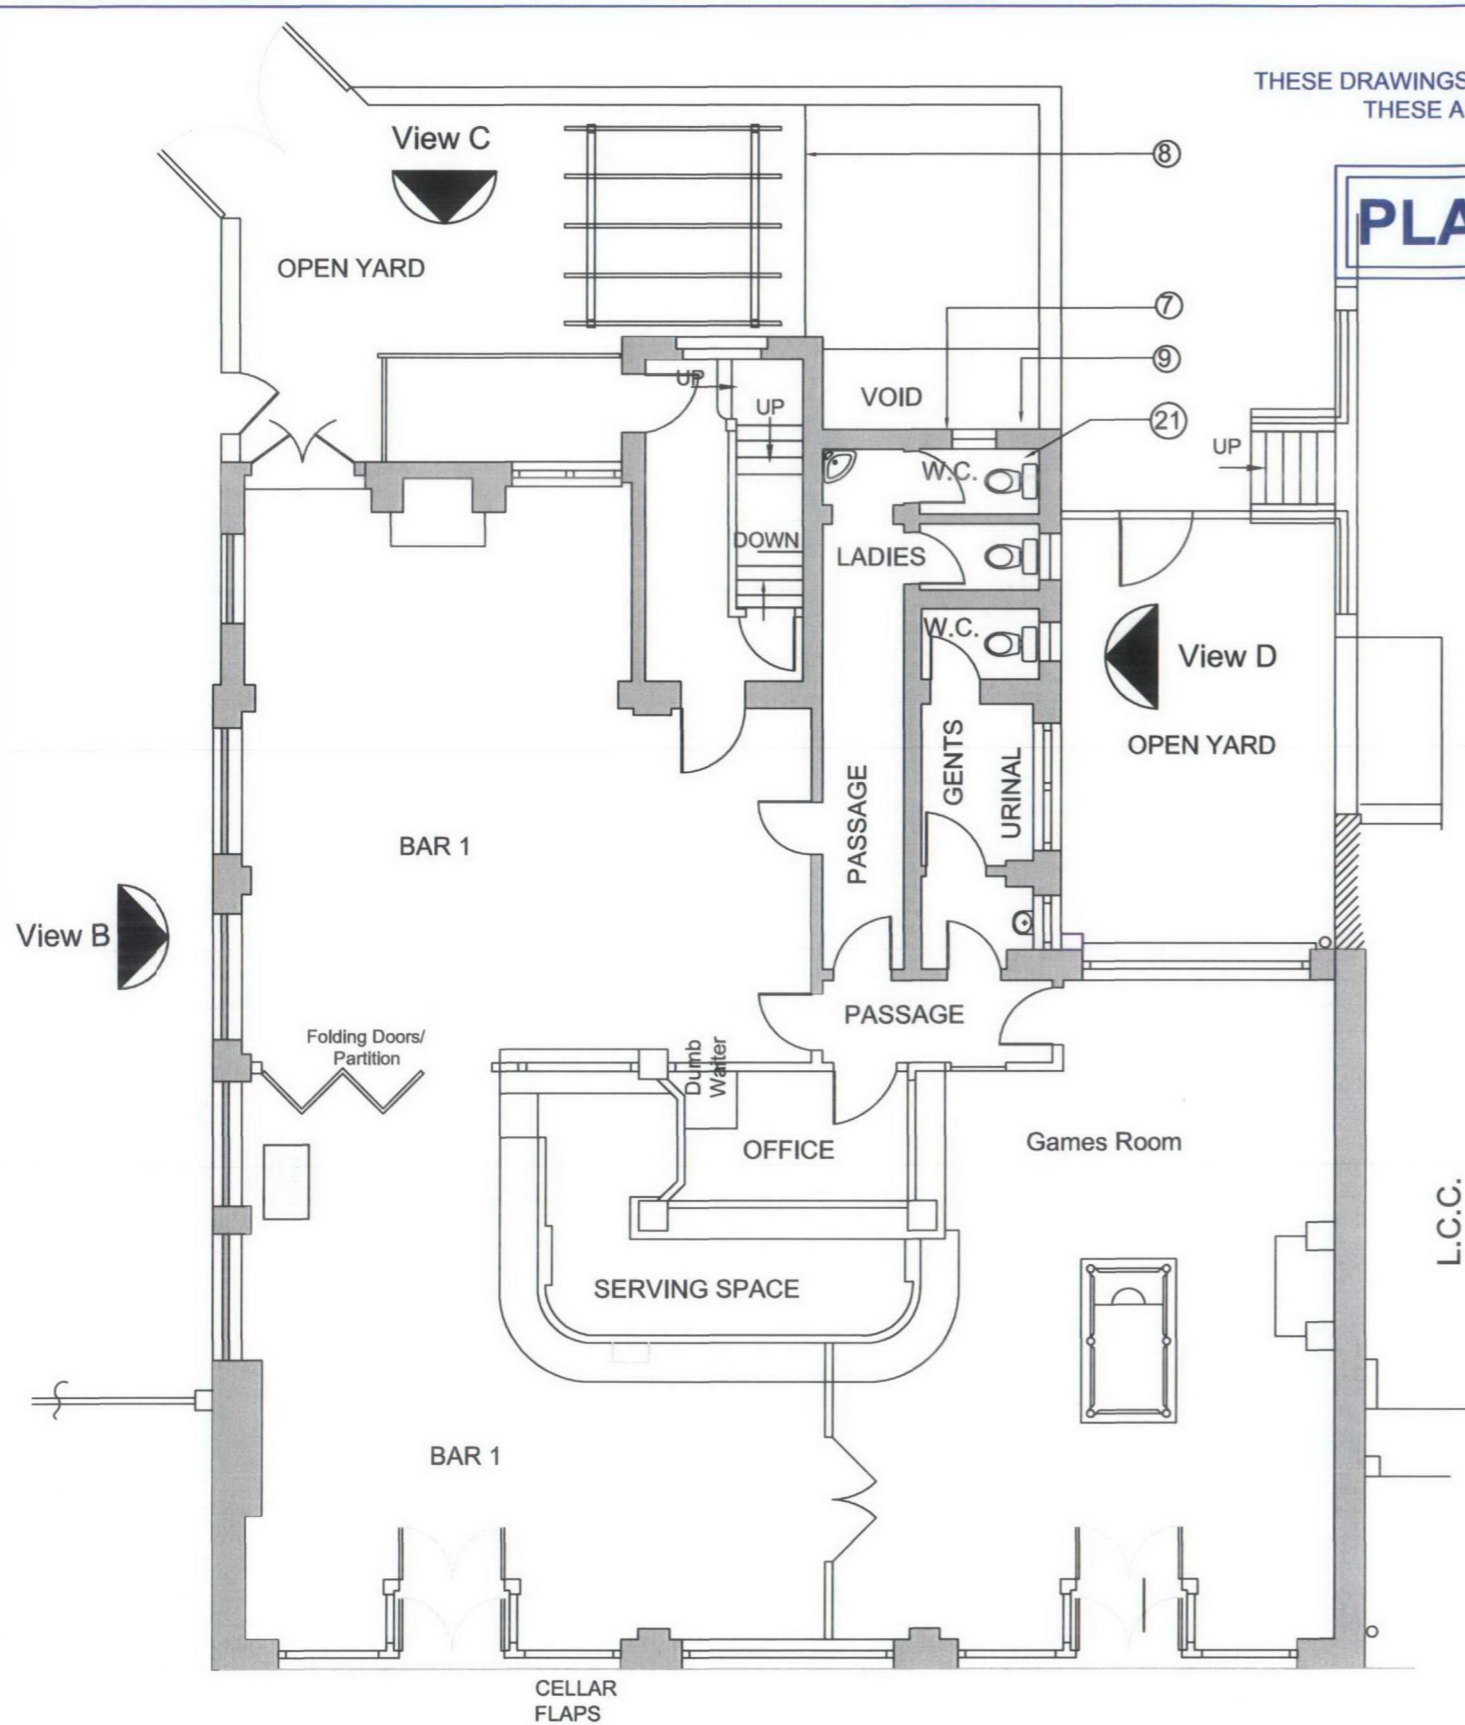 THESE DRAWINGS
THESE A
PLA
View C
8
OPEN YARD
7
UP
9
VOID
UP
21
UP
W.C.
DOWN
LADIES
W.C.
View D
OPEN YARD
GENTS
URINAL
PASSAGE
BAR 1
View B
PASSAGE
Folding Doors/
Partition
Dumb
Waiter
OFFICE
Games Room
L.C.C.
SERVING SPACE
BAR 1
CELLAR
FLAPS